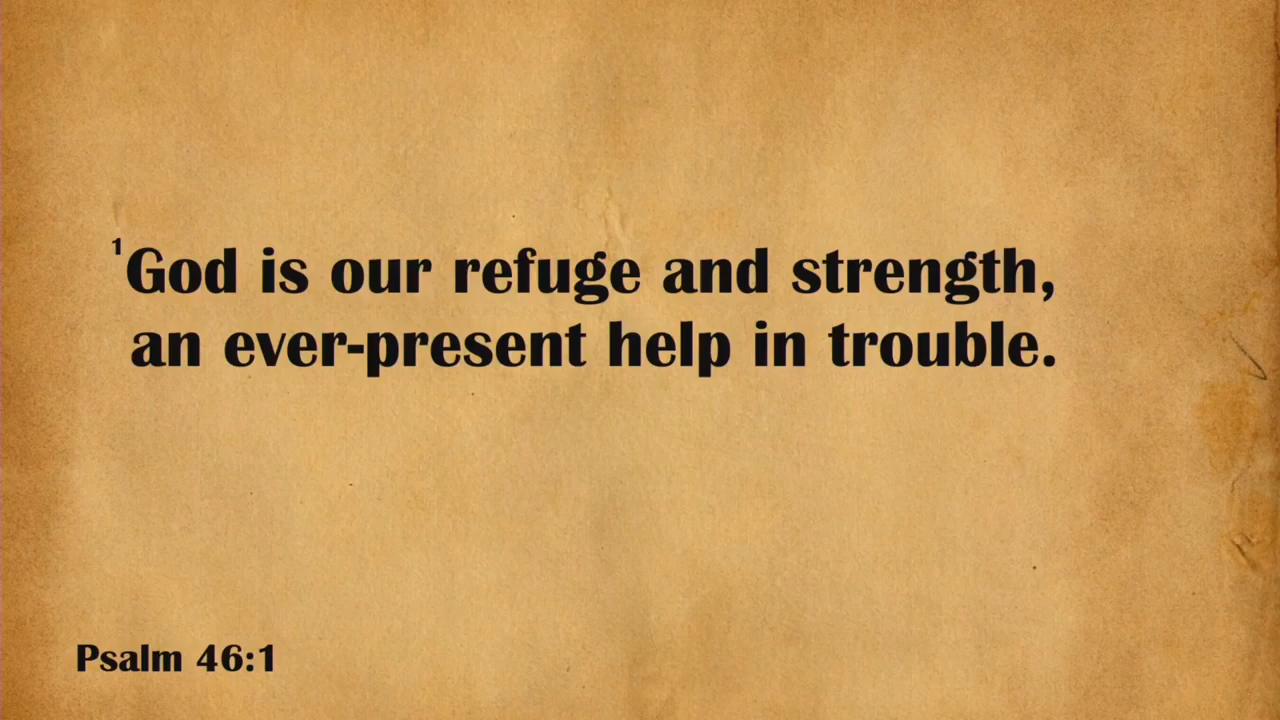 ¹God is our refuge and strength,
an ever-present help in trouble.
Psalm 46:1